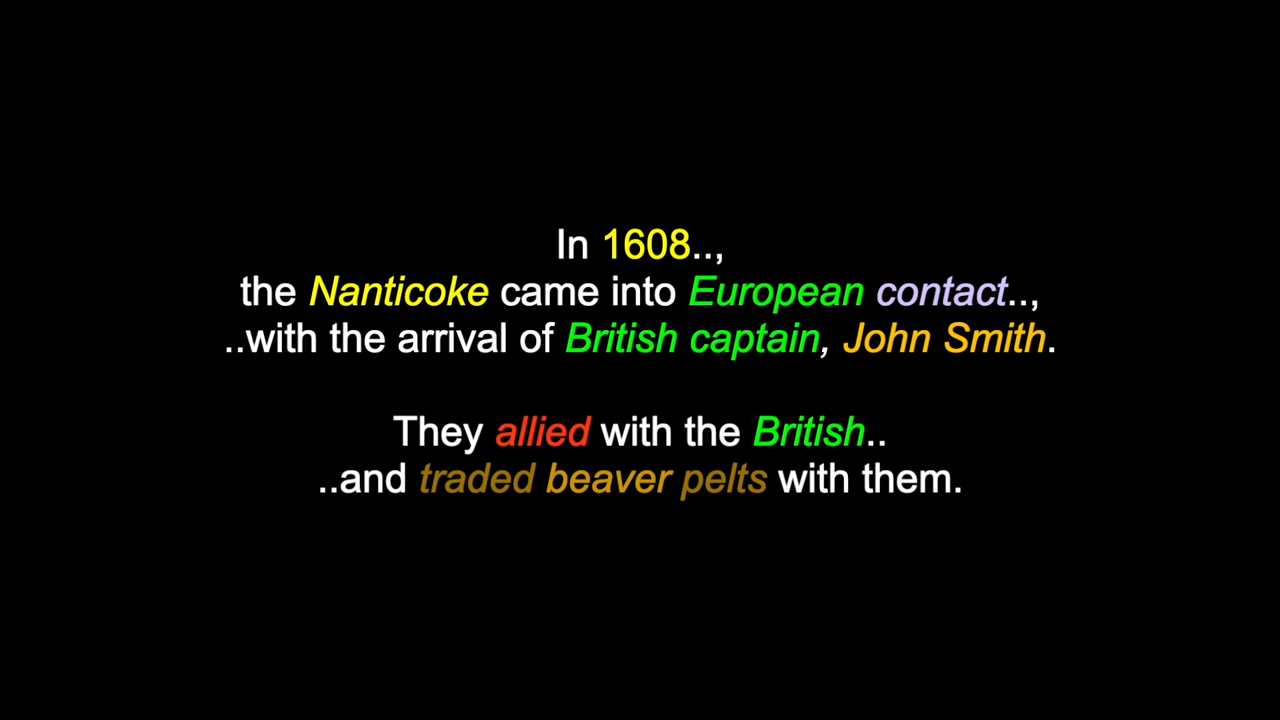 In 1608..,
the Nanticoke came into European contact..,
..with the arrival of British captain, John Smith.
They allied with the British..
..and traded beaver pelts with them.